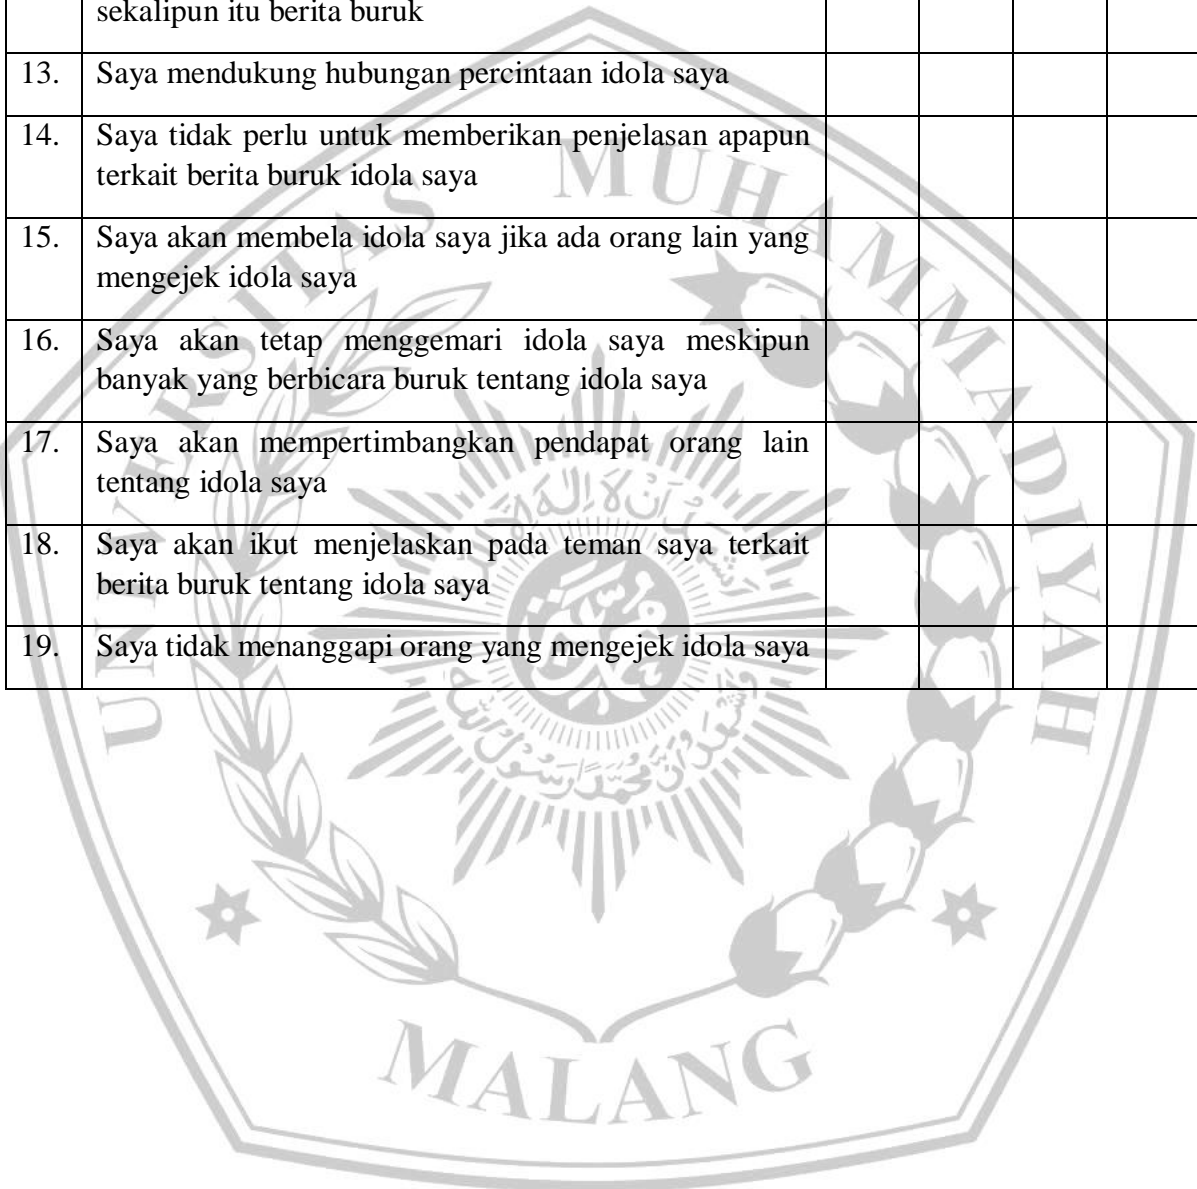 sekalipun itu berita buruk
13. Saya mendukung hubungan percintaan idola saya
14. Saya tidak perlu untuk memberikan penjelasan apapun
terkait berita buruk idola saya
15. Saya akan membela idola saya jika ada orang lain yang
mengejek idola saya
16. Saya akan tetap menggemari idola saya meskipun
banyak yang berbicara buruk tentang idola saya
17. Saya akan mempertimbangkan pendapat orang lain
tentang idola saya
18. Saya akan ikut menjelaskan pada teman saya terkait
berita buruk tentang idola saya
19. Saya tidak menanggapi orang yang mengejek idola saya
UNIVERSITAS MUHAMMADIYAH
MALANG